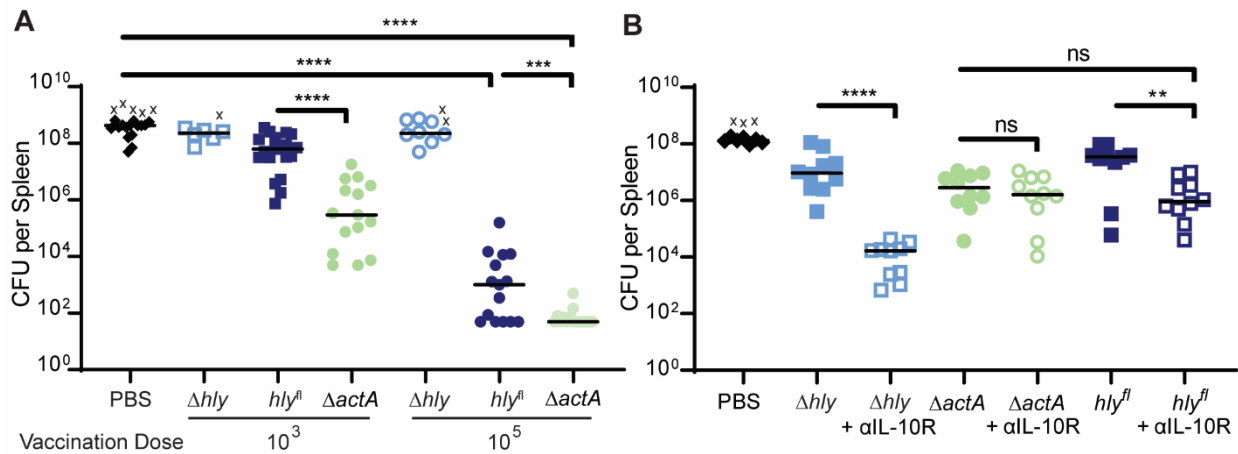 A
****
****
***
****
CFU per Spleen
10^10
10^8
10^6
10^4
10^2
10^0
x x x x x
x
x x
PBS Δhly hly^fl ΔactA Δhly hly^fl ΔactA
Vaccination Dose 10^3 10^5
B
ns
****
ns
**
CFU per Spleen
10^10
10^8
10^6
10^4
10^2
10^0
x x x
PBS Δhly Δhly ΔactA ΔactA hly^fl hly^fl
+ αIL-10R + αIL-10R + αIL-10R